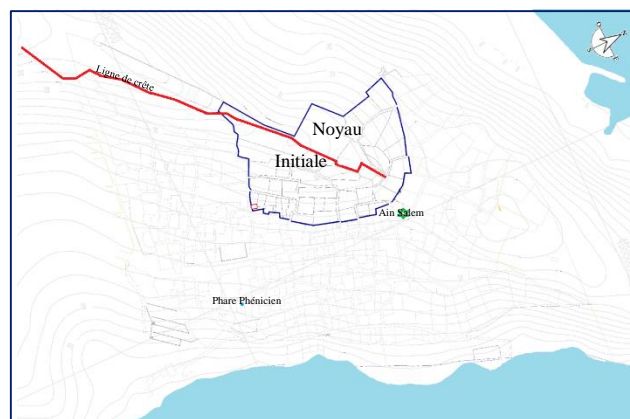 Ligne de crête
Noyau
Initiale
Ain Salem
Phare Phénicien